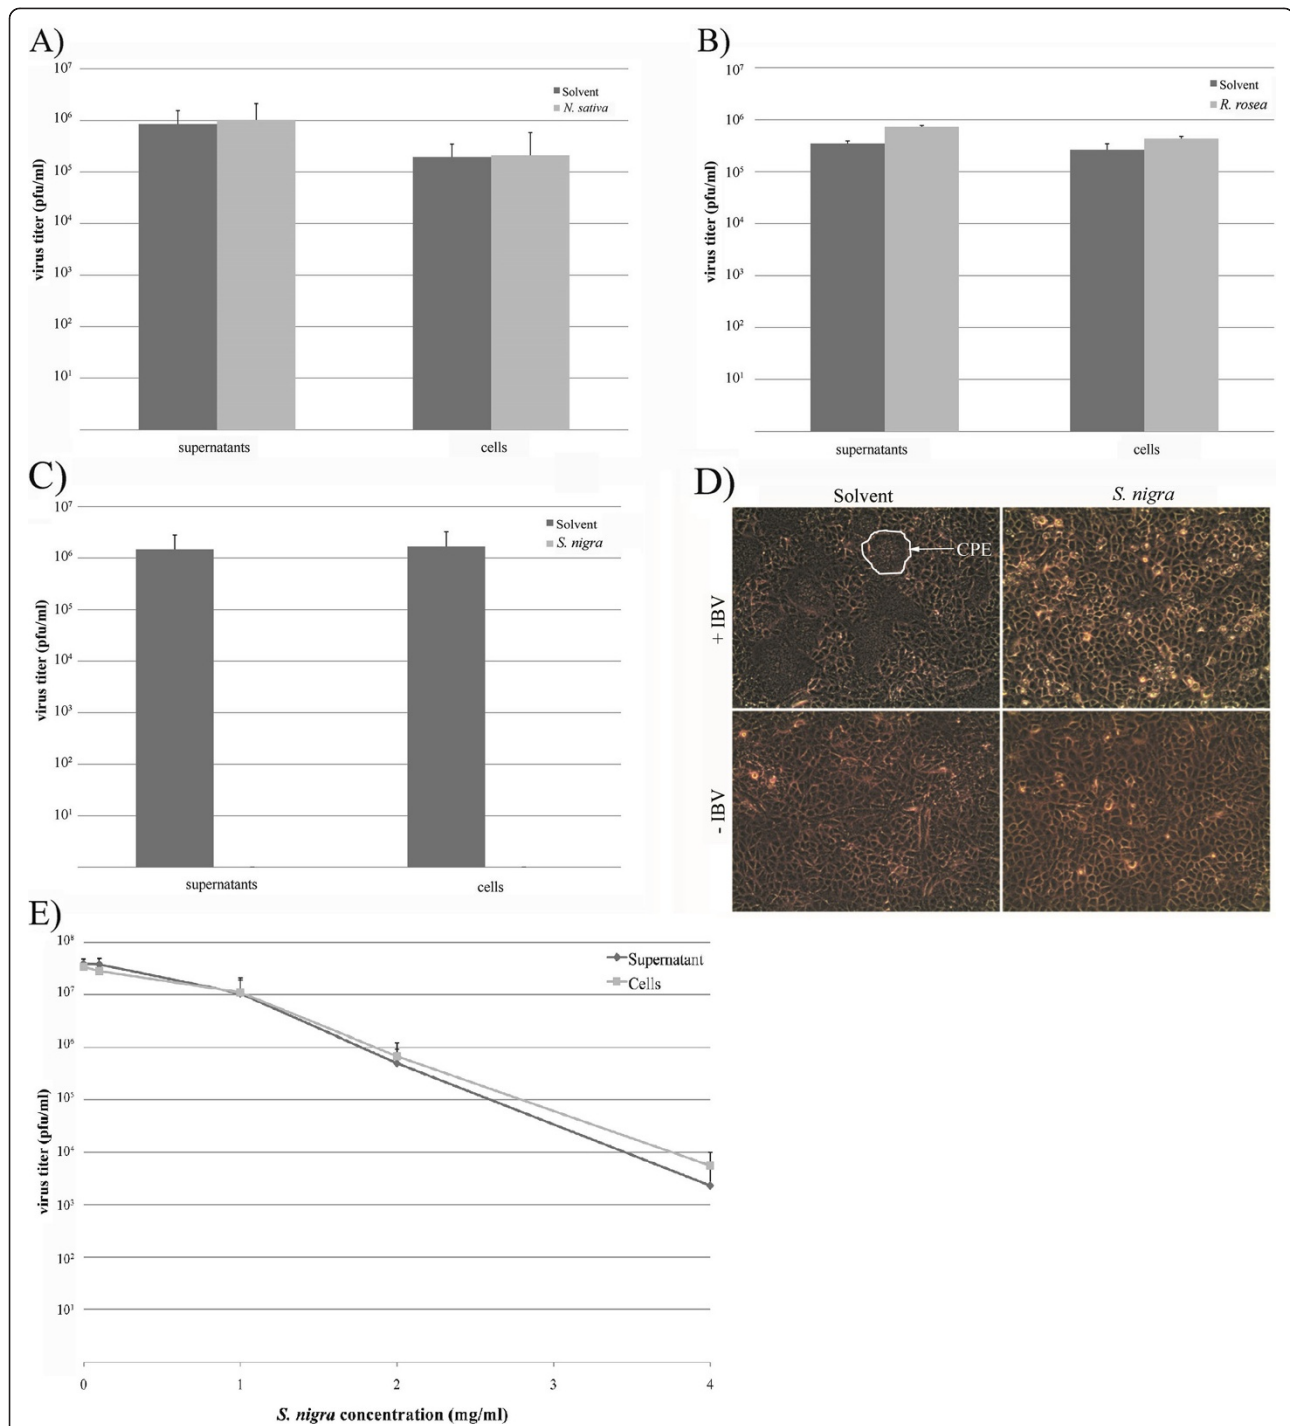 A)
10⁷
10⁶
10⁵
10⁴
10³
10²
10¹
virus titer (pfu/ml)
Solvent
N. sativa
supernatants
cells
B)
10⁷
10⁶
10⁵
10⁴
10³
10²
10¹
virus titer (pfu/ml)
Solvent
R. rosea
supernatants
cells
C)
10⁷
10⁶
10⁵
10⁴
10³
10²
10¹
virus titer (pfu/ml)
Solvent
S. nigra
supernatants
cells
D)
Solvent
S. nigra
CPE
+ IBV
- IBV
E)
10⁸
10⁷
10⁶
10⁵
10⁴
10³
10²
10¹
virus titer (pfu/ml)
Supernatant
Cells
0 1 2 3 4
S. nigra concentration (mg/ml)